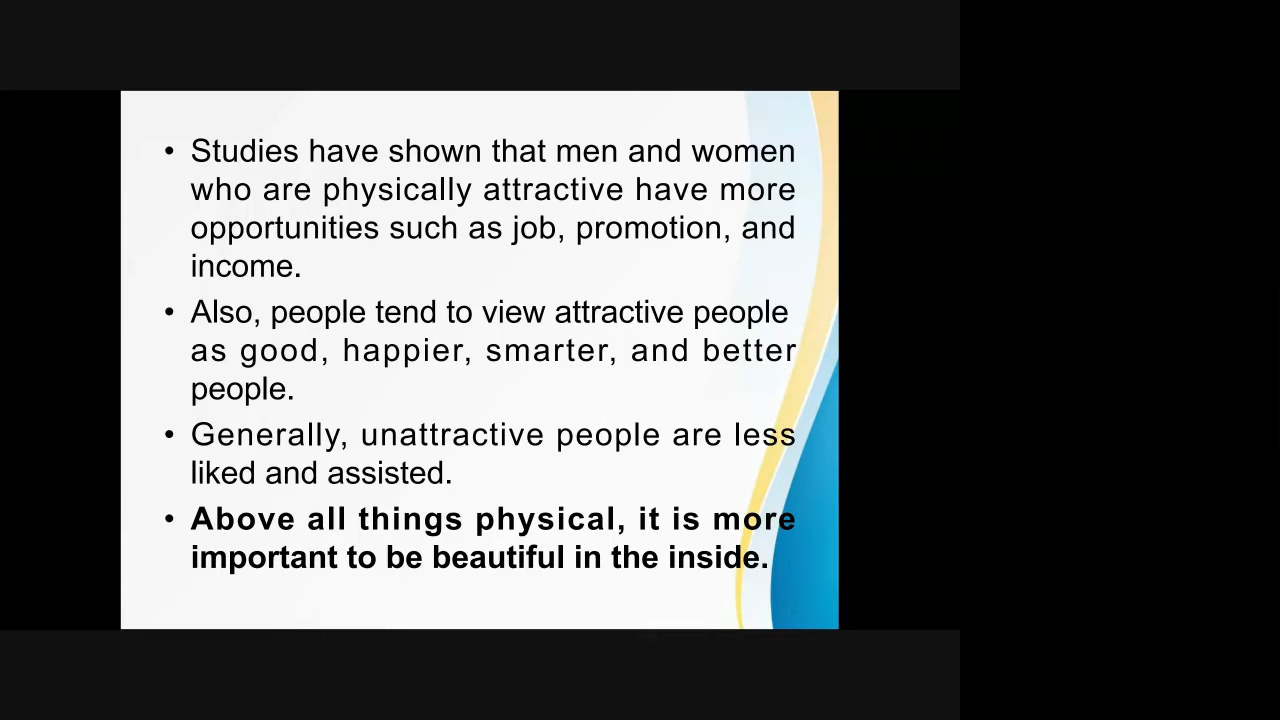 • Studies have shown that men and women
who are physically attractive have more
opportunities such as job, promotion, and
income.
• Also, people tend to view attractive people
as good, happier, smarter, and better
people.
• Generally, unattractive people are less
liked and assisted.
• Above all things physical, it is more
important to be beautiful in the inside.